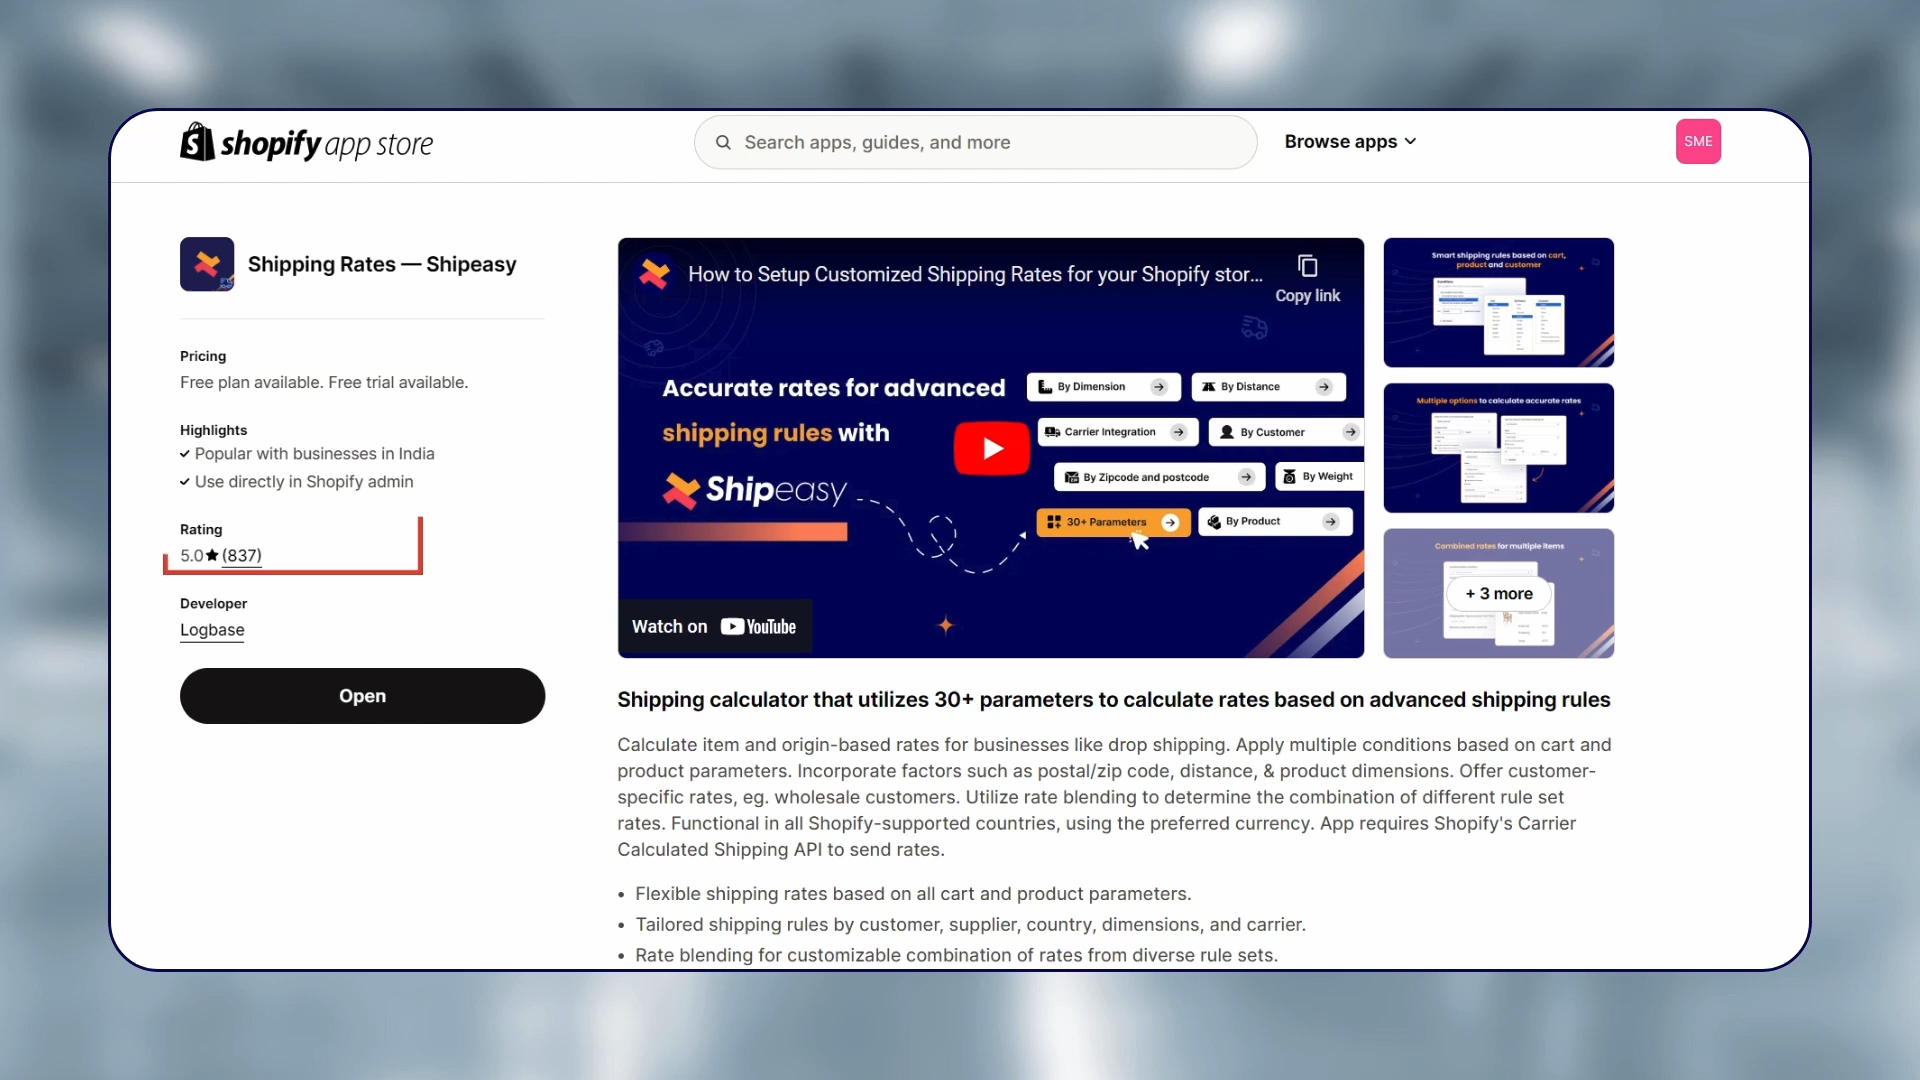 shopify app store
Search apps, guides, and more
Browse apps
SME
Shipping Rates — Shipeasy
Pricing
Free plan available. Free trial available.
Highlights
Popular with businesses in India
Use directly in Shopify admin
Rating
5.0★ (837)
Developer
Logbase
Open
How to Setup Customized Shipping Rates for your Shopify stor...
Copy link
Accurate rates for advanced
shipping rules with
Shipeasy
By Dimension
By Distance
Carrier Integration
By Customer
By Zipcode and postcode
By Weight
30+ Parameters
By Product
Watch on YouTube
Smart shipping rules based on cart,
product and customer
Multiple options to calculate accurate rates
Combined rates for multiple items
+ 3 more
Shipping calculator that utilizes 30+ parameters to calculate rates based on advanced shipping rules
Calculate item and origin-based rates for businesses like drop shipping. Apply multiple conditions based on cart and
product parameters. Incorporate factors such as postal/zip code, distance, & product dimensions. Offer customer-
specific rates, eg. wholesale customers. Utilize rate blending to determine the combination of different rule set
rates. Functional in all Shopify-supported countries, using the preferred currency. App requires Shopify's Carrier
Calculated Shipping API to send rates.
• Flexible shipping rates based on all cart and product parameters.
• Tailored shipping rules by customer, supplier, country, dimensions, and carrier.
• Rate blending for customizable combination of rates from diverse rule sets.